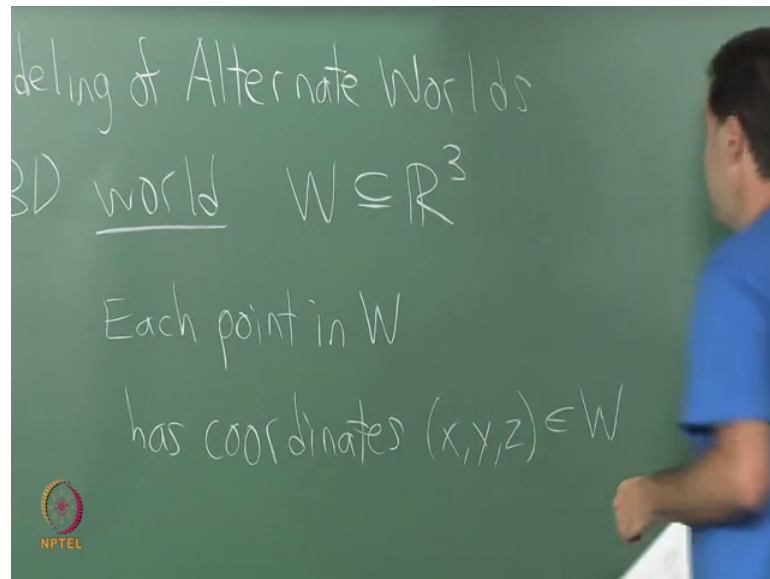 deling of Alternate Worlds
3D world W ⊆ ℝ³
Each point in W
has coordinates (x,y,z) ∈ W
NPTEL